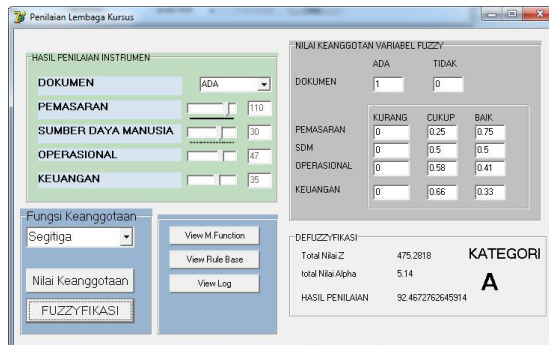 Penilaian Lembaga Kursus
HASIL PENILAIAN INSTRUMEN
DOKUMEN ADA
PEMASARAN 110
SUMBER DAYA MANUSIA 30
OPERASIONAL 47
KEUANGAN 35
Fungsi Keanggotaan
Segitiga
Nilai Keanggotaan
FUZZYFIKASI
View M.Function
View Rule Base
View Log
NILAI KEANGGOTAN VARIABEL FUZZY
ADA TIDAK
DOKUMEN 1 0
KURANG CUKUP BAIK
PEMASARAN 0 0.25 0.75
SDM 0 0.5 0.5
OPERASIONAL 0 0.58 0.41
KEUANGAN 0 0.66 0.33
DEFUZZYFIKASI
Total Nilai Z 475.2818
total Nilai Alpha 5.14
HASIL PENILAIAN 92.4672762645914
KATEGORI
A